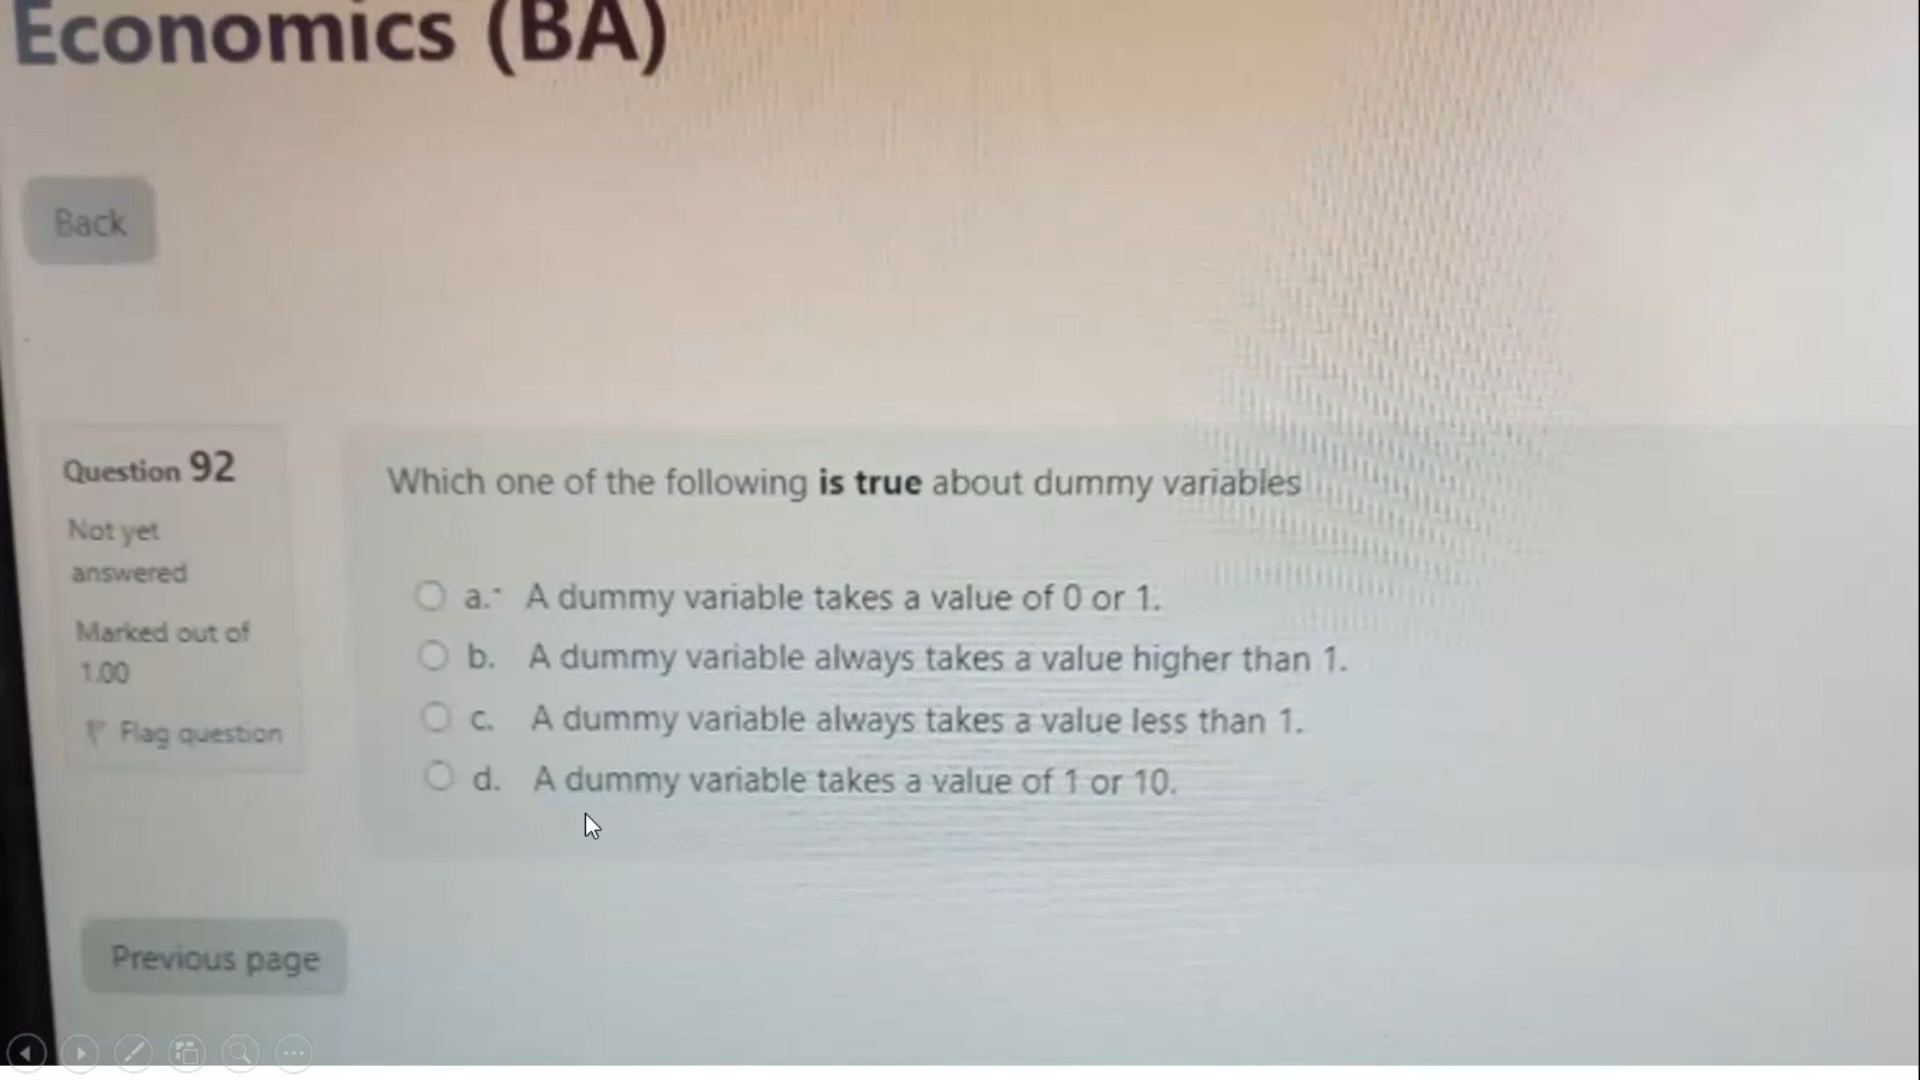 Economics (BA)
Back
Question 92
Not yet
answered
Marked out of
1.00
Flag question
Which one of the following is true about dummy variables
a. A dummy variable takes a value of 0 or 1.
b. A dummy variable always takes a value higher than 1.
c. A dummy variable always takes a value less than 1.
d. A dummy variable takes a value of 1 or 10.
Previous page